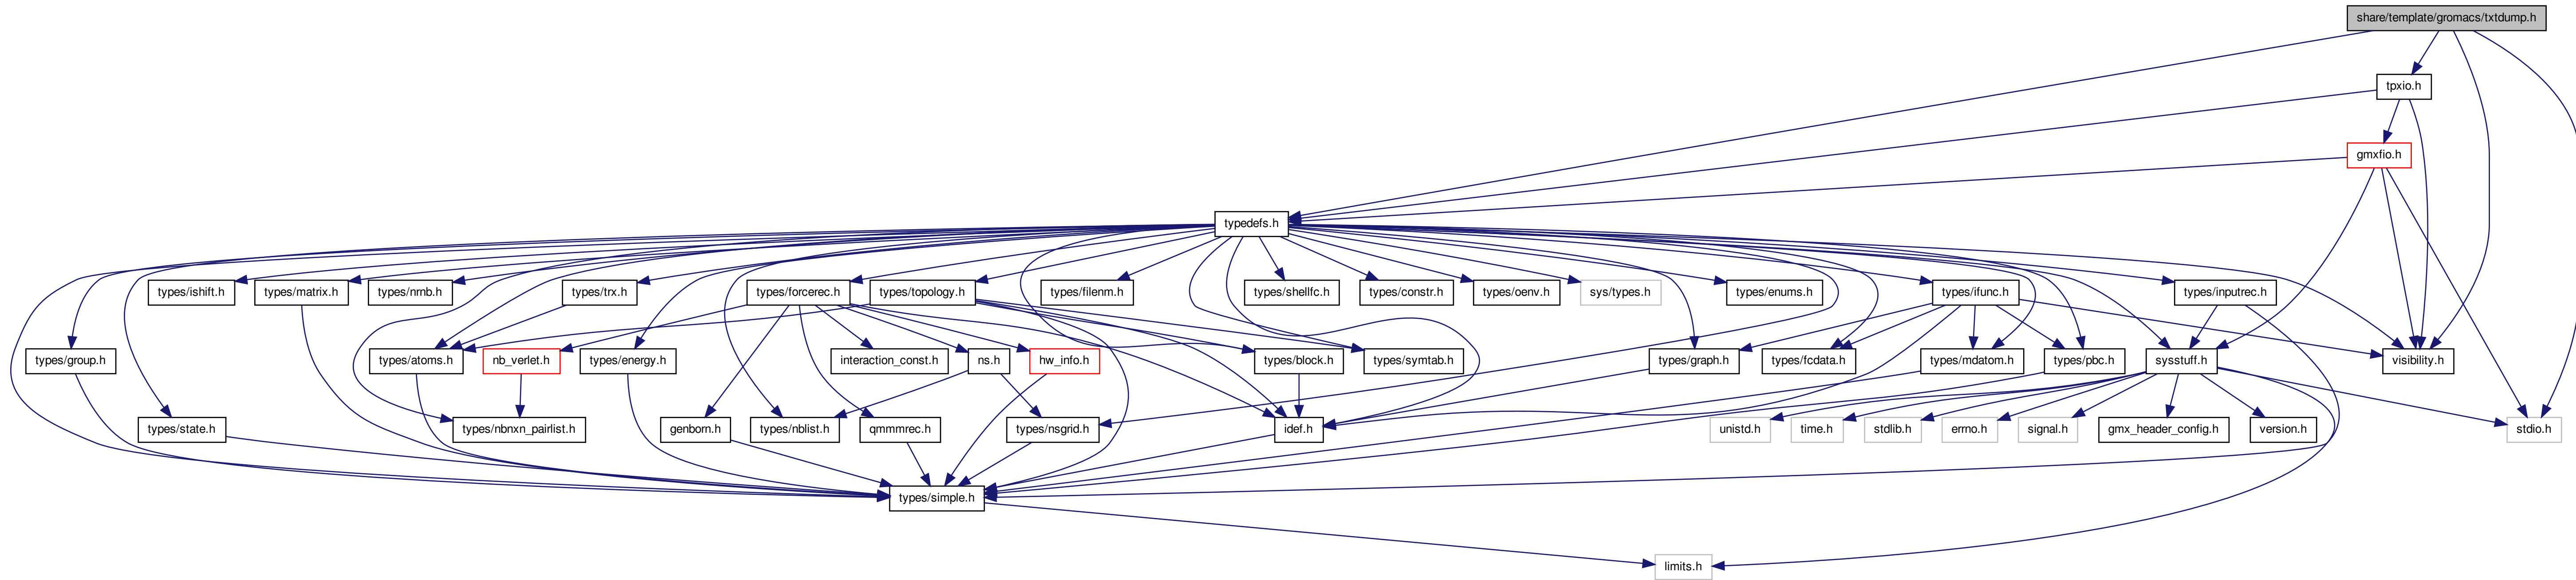 share/template/gromacs/txtdump.h
tpxio.h
gmxfio.h
typedefs.h
types/ishift.h
types/matrix.h
types/nrnb.h
types/trx.h
types/forcerec.h
types/topology.h
types/filenm.h
types/shellfc.h
types/constr.h
types/oenv.h
sys/types.h
types/enums.h
types/ifunc.h
types/inputrec.h
types/group.h
types/atoms.h
nb_verlet.h
types/energy.h
interaction_const.h
ns.h
hw_info.h
types/block.h
types/symtab.h
types/graph.h
types/fcdata.h
types/mdatom.h
types/pbc.h
sysstuff.h
visibility.h
types/state.h
types/nbnxn_pairlist.h
genborn.h
types/nblist.h
qmmmrec.h
types/nsgrid.h
idef.h
unistd.h
time.h
stdlib.h
errno.h
signal.h
gmx_header_config.h
version.h
stdio.h
types/simple.h
limits.h